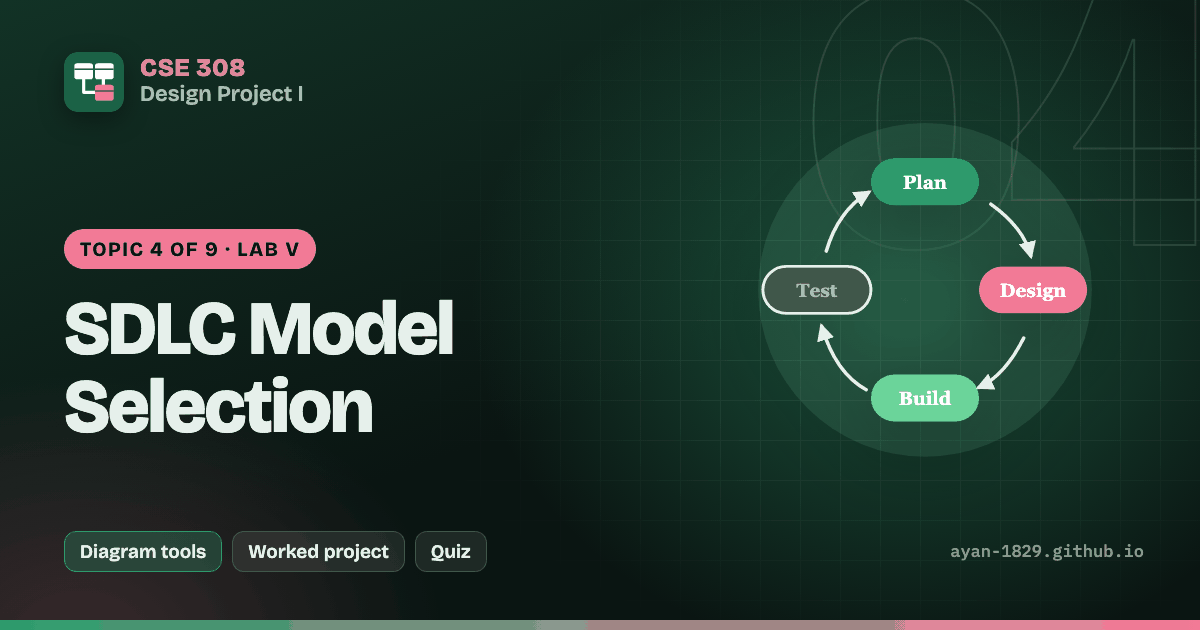 CSE 308
Design Project I
04
TOPIC 4 OF 9 · LAB V
SDLC Model
Selection
Plan
Test
Design
Build
Diagram tools
Worked project
Quiz
ayan-1829.github.io